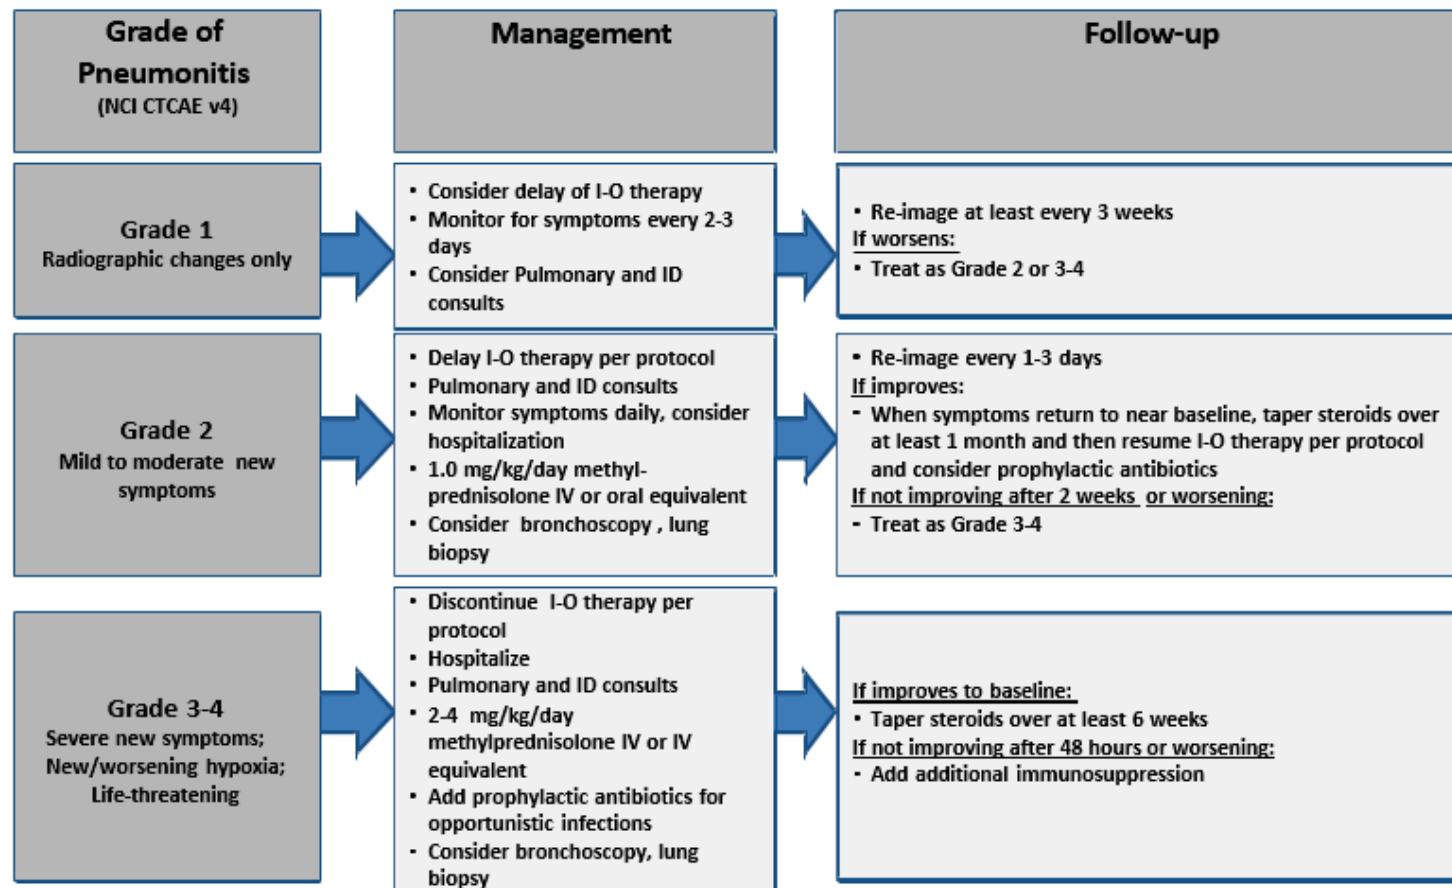 Grade of
Pneumonitis
(NCI CTCAE v4)
Management
Follow-up
Grade 1
Radiographic changes only
• Consider delay of I-O therapy
• Monitor for symptoms every 2-3
days
• Consider Pulmonary and ID
consults
• Re-image at least every 3 weeks
If worsens:
• Treat as Grade 2 or 3-4
Grade 2
Mild to moderate new
symptoms
• Delay I-O therapy per protocol
• Pulmonary and ID consults
• Monitor symptoms daily, consider
hospitalization
• 1.0 mg/kg/day methyl-
prednisolone IV or oral equivalent
• Consider bronchoscopy , lung
biopsy
• Re-image every 1-3 days
If improves:
- When symptoms return to near baseline, taper steroids over
at least 1 month and then resume I-O therapy per protocol
and consider prophylactic antibiotics
If not improving after 2 weeks or worsening:
- Treat as Grade 3-4
Grade 3-4
Severe new symptoms;
New/worsening hypoxia;
Life-threatening
• Discontinue I-O therapy per
protocol
• Hospitalize
• Pulmonary and ID consults
• 2-4 mg/kg/day
methylprednisolone IV or IV
equivalent
• Add prophylactic antibiotics for
opportunistic infections
• Consider bronchoscopy, lung
biopsy
If improves to baseline:
• Taper steroids over at least 6 weeks
If not improving after 48 hours or worsening:
- Add additional immunosuppression